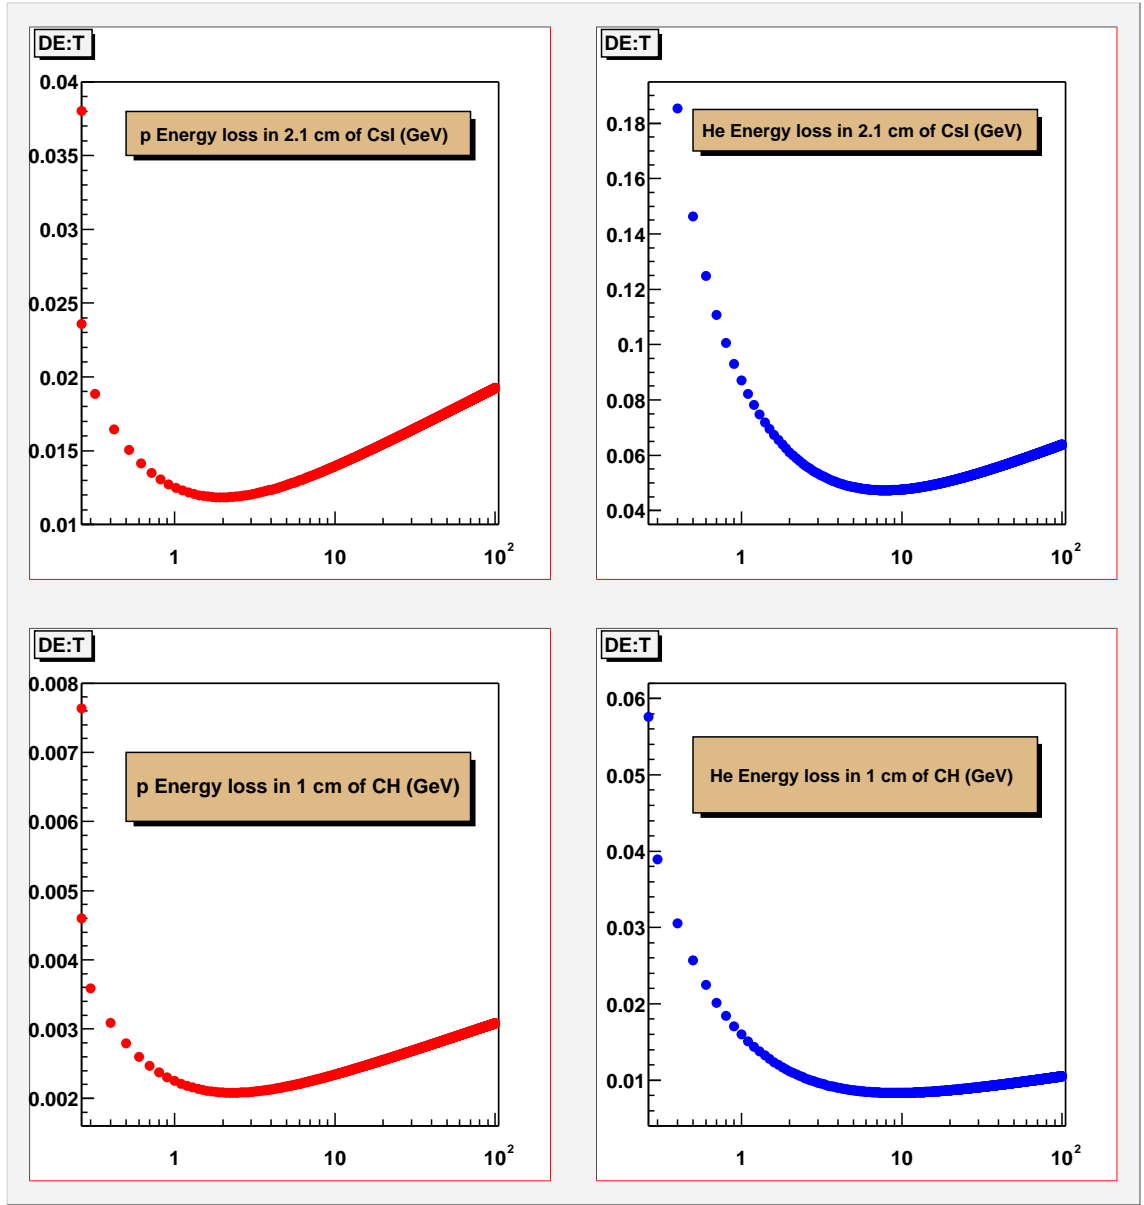 DE:T
0.04
p Energy loss in 2.1 cm of CsI (GeV)
0.035
0.03
0.025
0.02
0.015
0.01
1 10 10²
DE:T
He Energy loss in 2.1 cm of CsI (GeV)
0.18
0.16
0.14
0.12
0.1
0.08
0.06
0.04
1 10 10²
DE:T
0.008
0.007
p Energy loss in 1 cm of CH (GeV)
0.006
0.005
0.004
0.003
0.002
1 10 10²
DE:T
0.06
He Energy loss in 1 cm of CH (GeV)
0.05
0.04
0.03
0.02
0.01
1 10 10²